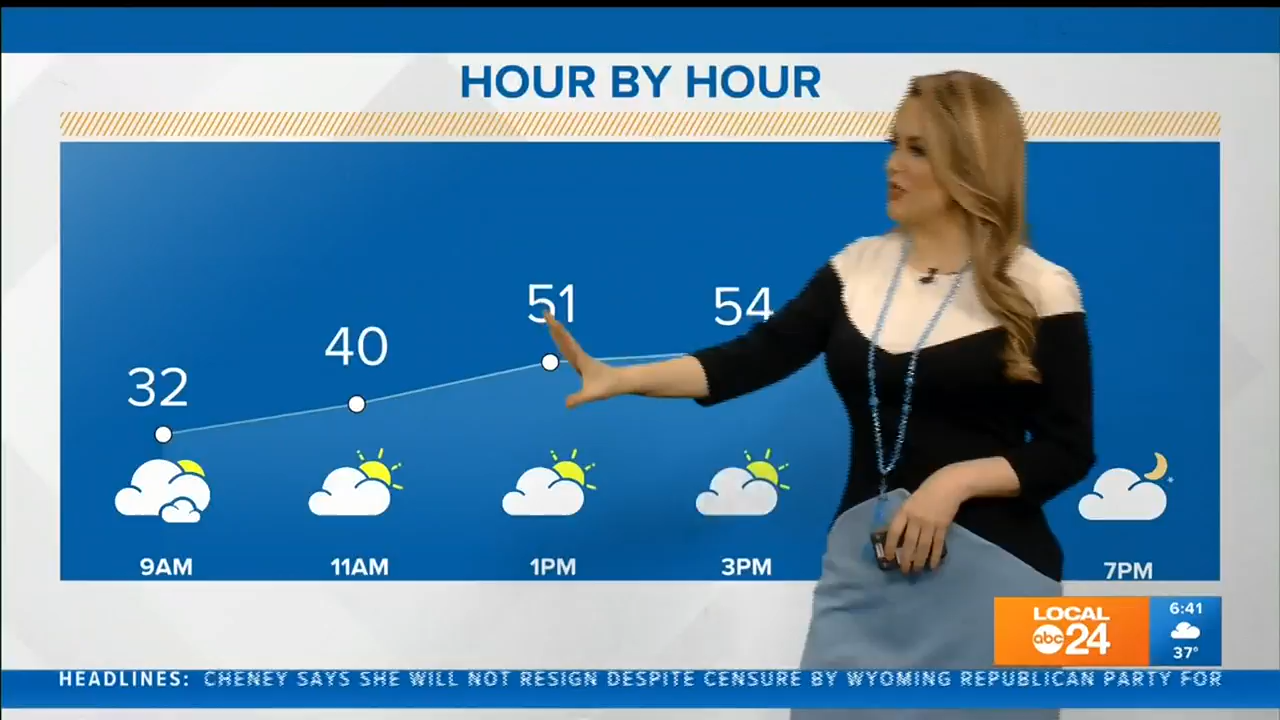 HOUR BY HOUR
32
40
51
54
9AM
11AM
1PM
3PM
7PM
LOCAL
abc 24
6:41
37°
HEADLINES: CHENEY SAYS SHE WILL NOT RESIGN DESPITE CENSURE BY WYOMING REPUBLICAN PARTY FOR